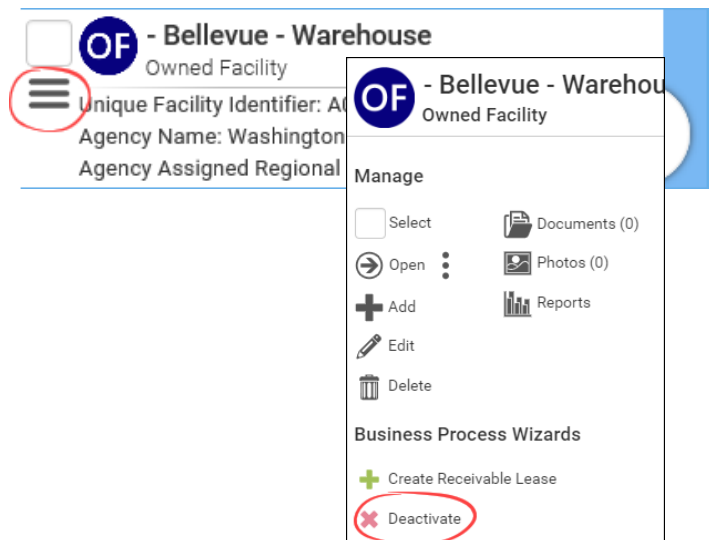 OF - Bellevue - Warehouse
Owned Facility
Unique Facility Identifier: A
Agency Name: Washington
Agency Assigned Regional
OF - Bellevue - Warehou
Owned Facility
Manage
Select Documents (0)
Open Photos (0)
Add Reports
Edit
Delete
Business Process Wizards
Create Receivable Lease
Deactivate